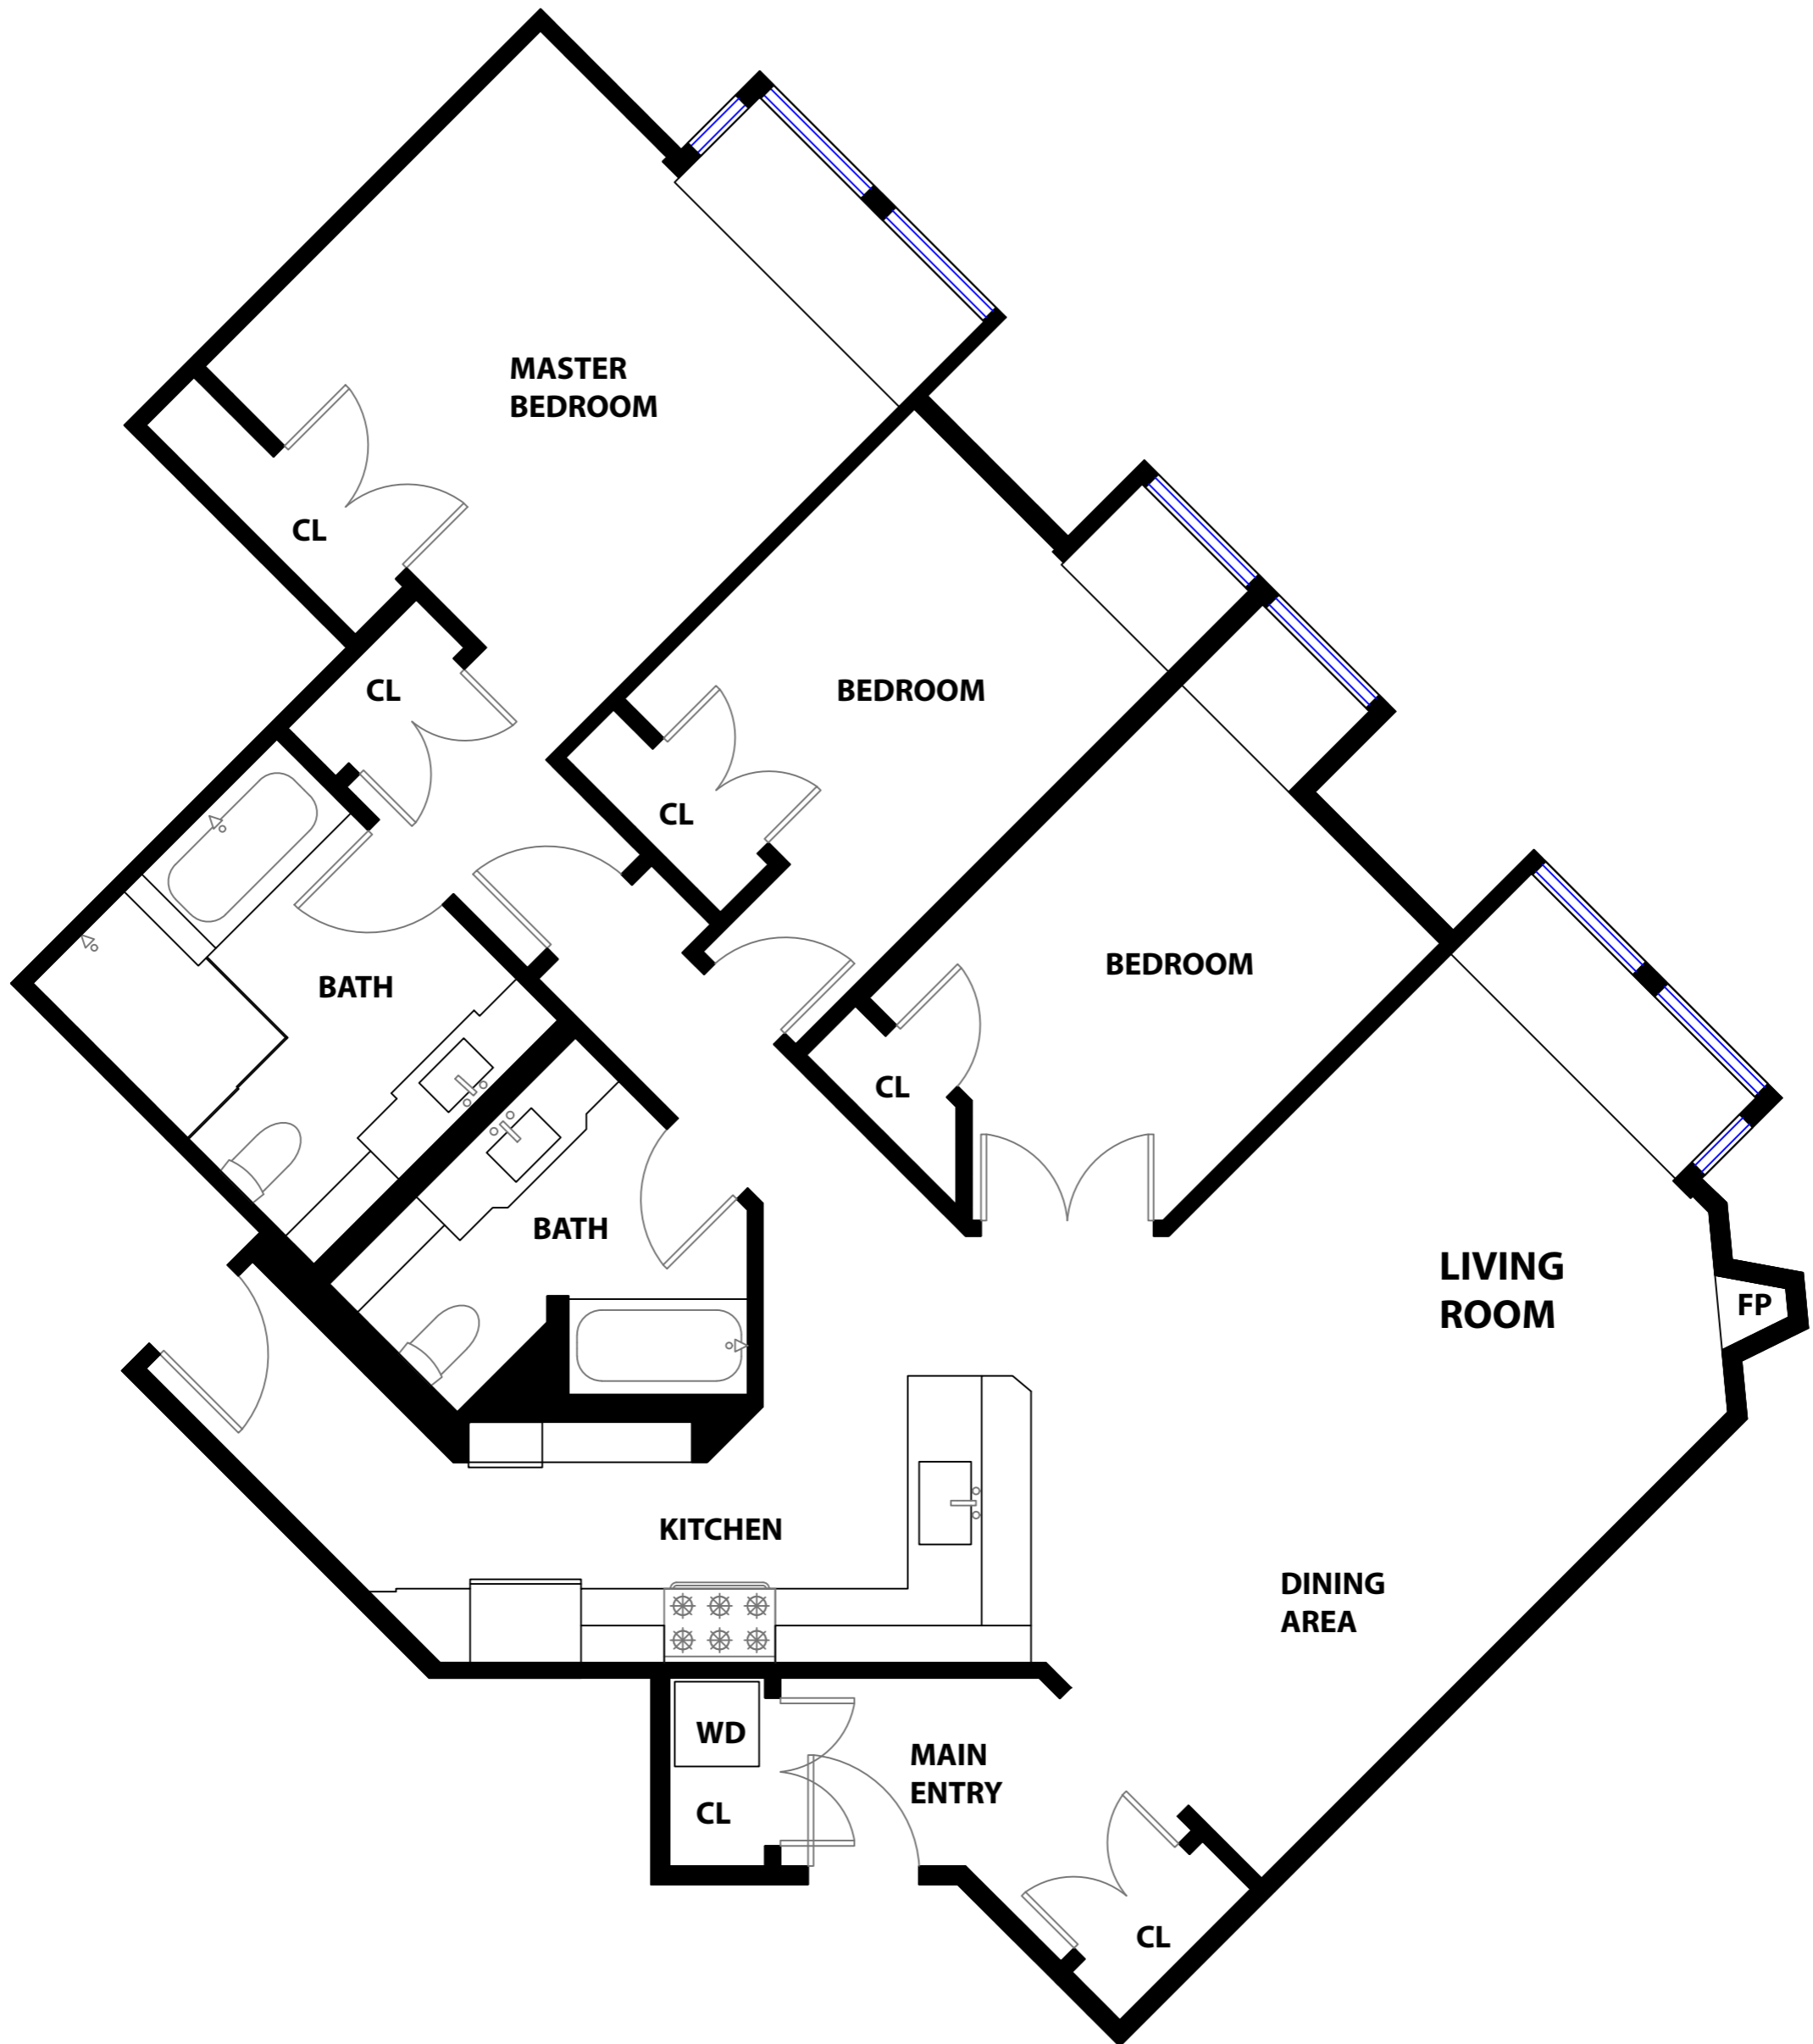 MASTER
BEDROOM
CL
CL
BEDROOM
CL
BEDROOM
BATH
CL
BATH
LIVING
ROOM
FP
KITCHEN
DINING
AREA
WD
MAIN
ENTRY
CL
CL